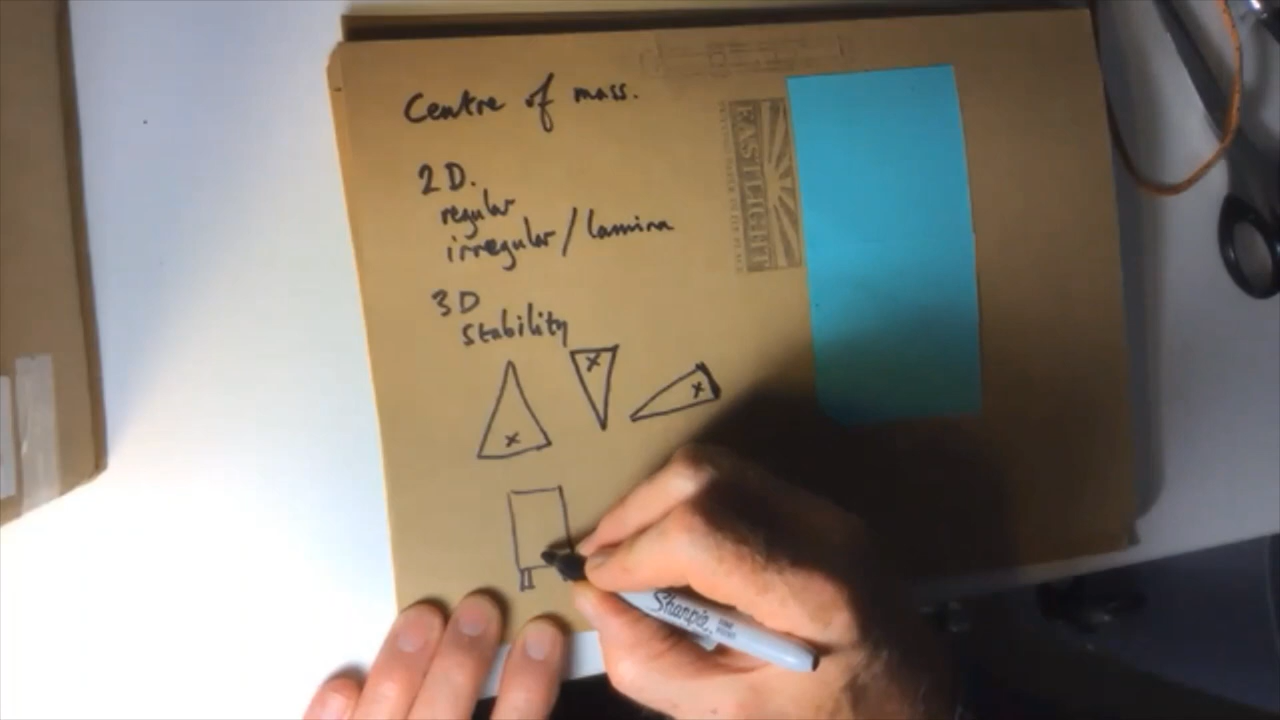 Centre of mass.
2D.
regular
irregular / lamina
3D
stability
x
x
x
EASTLIGHT
Sharpie